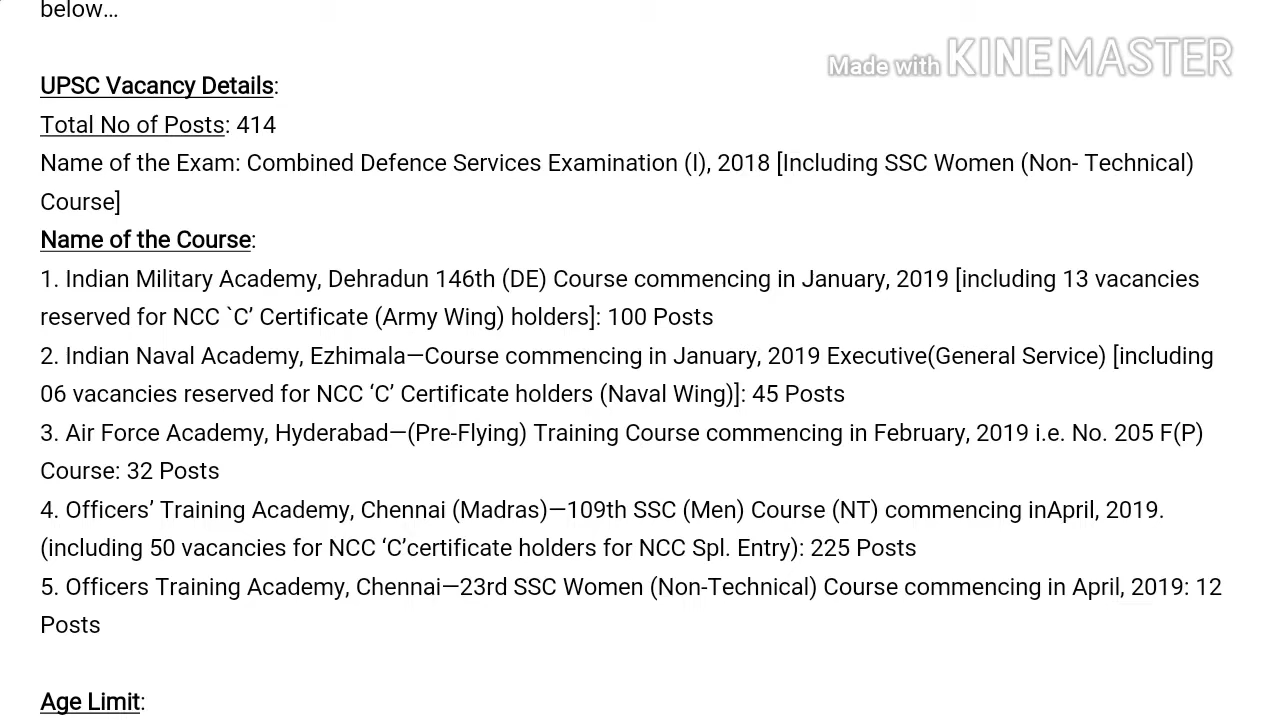 below…
Made with KINEMASTER
UPSC Vacancy Details:
Total No of Posts: 414
Name of the Exam: Combined Defence Services Examination (I), 2018 [Including SSC Women (Non- Technical)
Course]
Name of the Course:
1. Indian Military Academy, Dehradun 146th (DE) Course commencing in January, 2019 [including 13 vacancies
reserved for NCC `C’ Certificate (Army Wing) holders]: 100 Posts
2. Indian Naval Academy, Ezhimala—Course commencing in January, 2019 Executive(General Service) [including
06 vacancies reserved for NCC ‘C’ Certificate holders (Naval Wing)]: 45 Posts
3. Air Force Academy, Hyderabad—(Pre-Flying) Training Course commencing in February, 2019 i.e. No. 205 F(P)
Course: 32 Posts
4. Officers’ Training Academy, Chennai (Madras)—109th SSC (Men) Course (NT) commencing inApril, 2019.
(including 50 vacancies for NCC ‘C’certificate holders for NCC Spl. Entry): 225 Posts
5. Officers Training Academy, Chennai—23rd SSC Women (Non-Technical) Course commencing in April, 2019: 12
Posts
Age Limit: